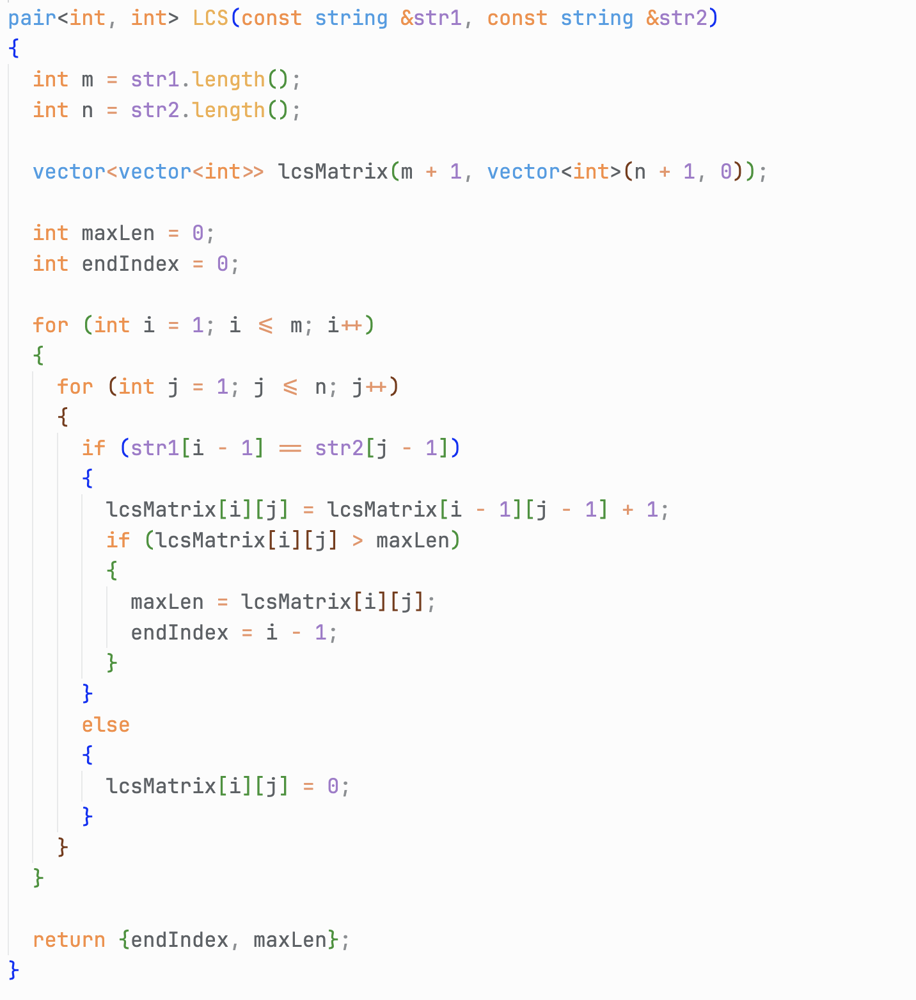 pair<int, int> LCS(const string &str1, const string &str2)
{
  int m = str1.length();
  int n = str2.length();

  vector<vector<int>> lcsMatrix(m + 1, vector<int>(n + 1, 0));

  int maxLen = 0;
  int endIndex = 0;

  for (int i = 1; i <= m; i++)
  {
    for (int j = 1; j <= n; j++)
    {
      if (str1[i - 1] == str2[j - 1])
      {
        lcsMatrix[i][j] = lcsMatrix[i - 1][j - 1] + 1;
        if (lcsMatrix[i][j] > maxLen)
        {
          maxLen = lcsMatrix[i][j];
          endIndex = i - 1;
        }
      }
      else
      {
        lcsMatrix[i][j] = 0;
      }
    }
  }

  return {endIndex, maxLen};
}